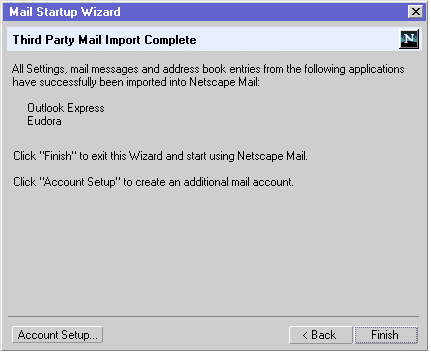 Mail Startup Wizard
Third Party Mail Import Complete
N
All Settings, mail messages and address book entries from the following applications
have successfully been imported into Netscape Mail:
Outlook Express
Eudora
Click "Finish" to exit this Wizard and start using Netscape Mail.
Click "Account Setup" to create an additional mail account.
Account Setup...
< Back
Finish